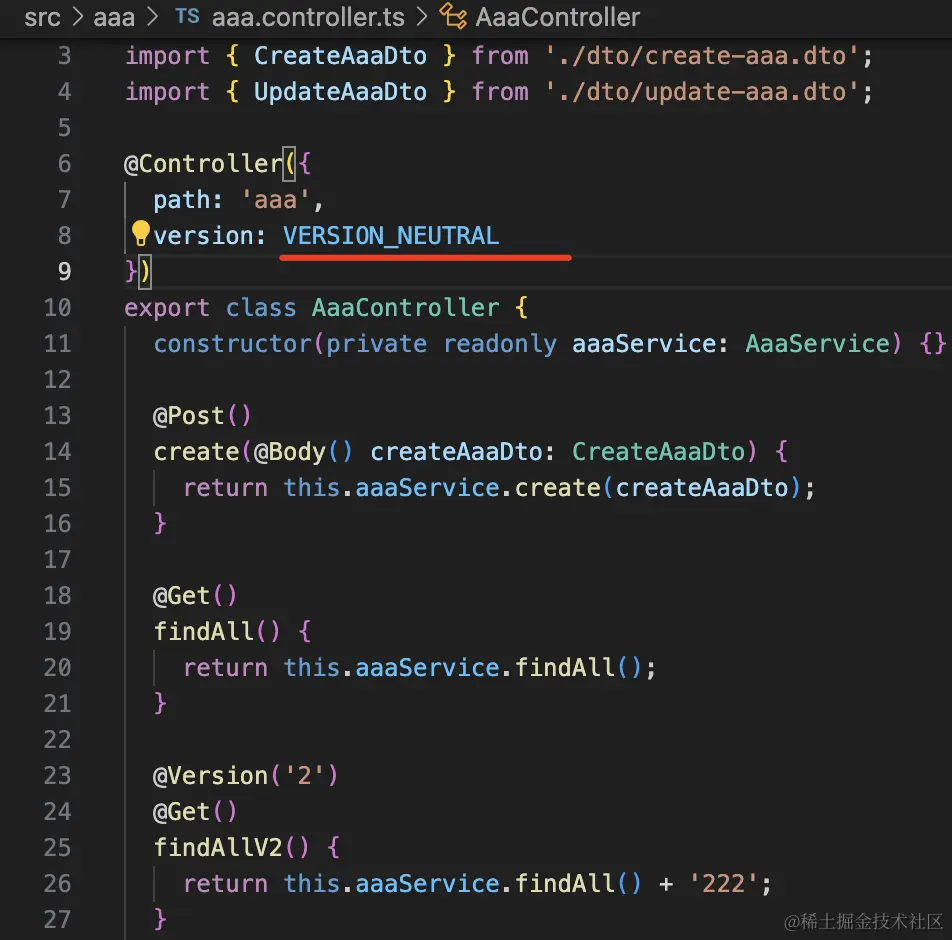 src > aaa > TS aaa.controller.ts > AaaController
3 import { CreateAaaDto } from './dto/create-aaa.dto';
4 import { UpdateAaaDto } from './dto/update-aaa.dto';
5
6 @Controller({
7 path: 'aaa',
8 version: VERSION_NEUTRAL
9 })
10 export class AaaController {
11 constructor(private readonly aaaService: AaaService) {}
12
13 @Post()
14 create(@Body() createAaaDto: CreateAaaDto) {
15 return this.aaaService.create(createAaaDto);
16 }
17
18 @Get()
19 findAll() {
20 return this.aaaService.findAll();
21 }
22
23 @Version('2')
24 @Get()
25 findAllV2() {
26 return this.aaaService.findAll() + '222';
27 }
@稀土掘金技术社区